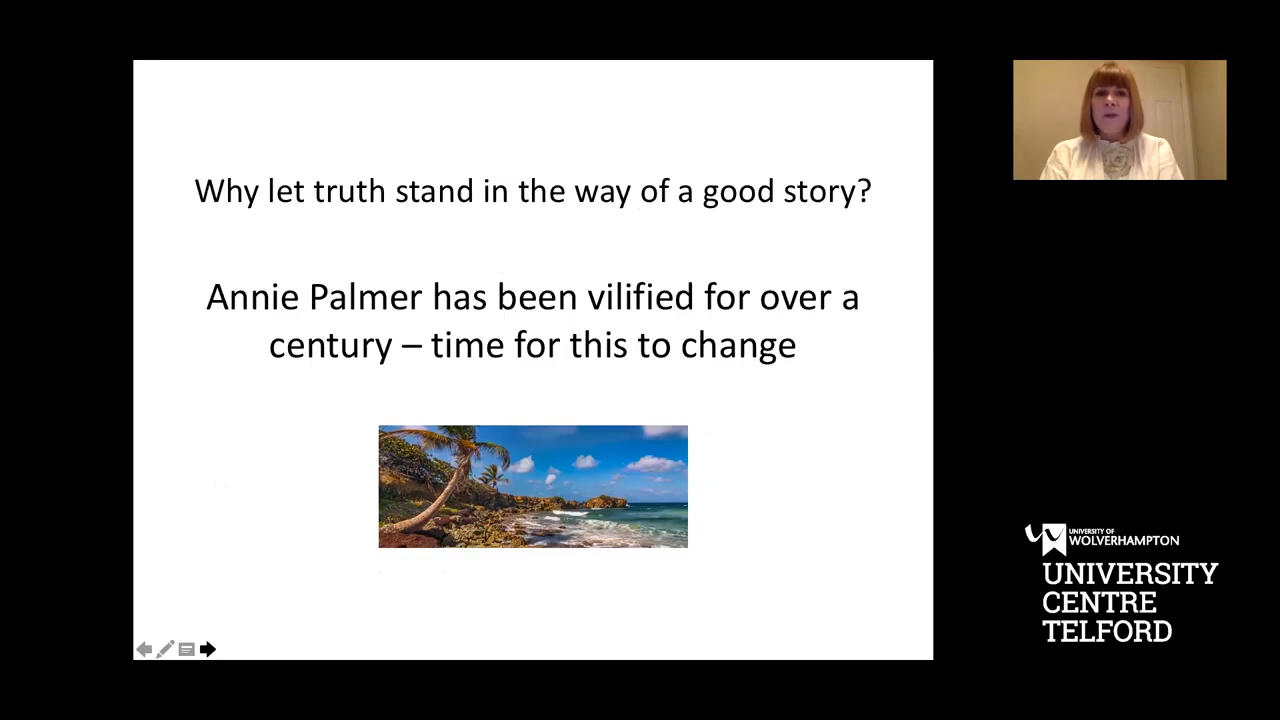 Why let truth stand in the way of a good story?
Annie Palmer has been vilified for over a
century – time for this to change
UNIVERSITY OF
WOLVERHAMPTON
UNIVERSITY
CENTRE
TELFORD